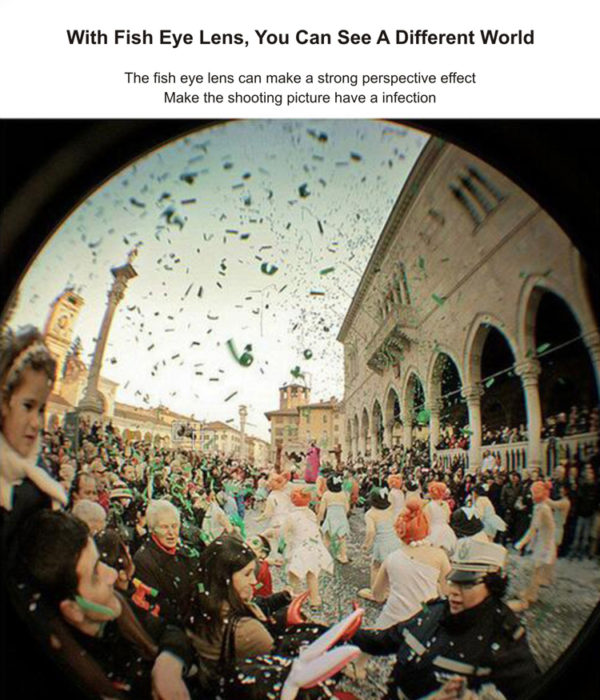 With Fish Eye Lens, You Can See A Different World
The fish eye lens can make a strong perspective effect
Make the shooting picture have a infection